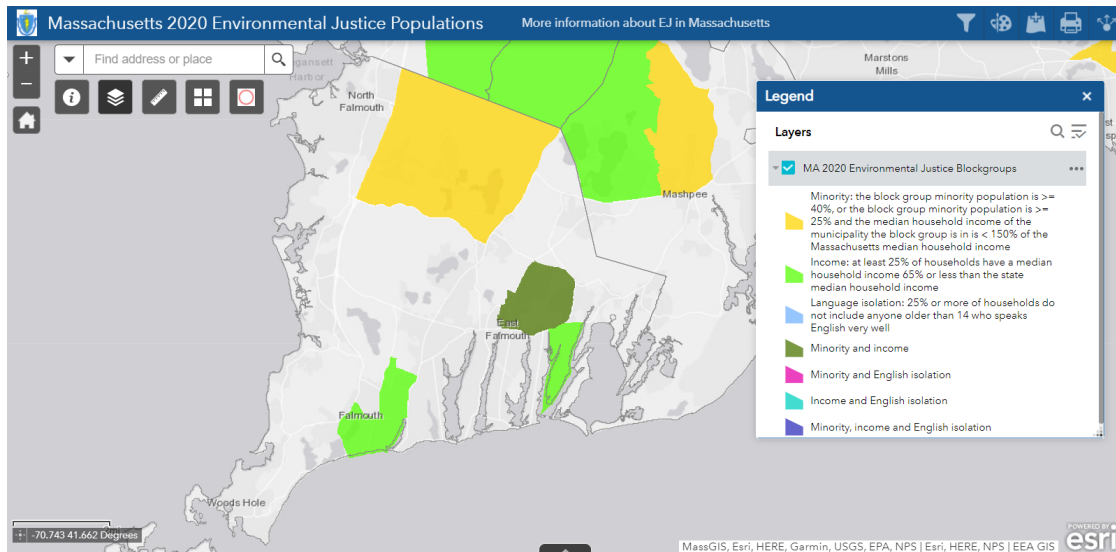 Massachusetts 2020 Environmental Justice Populations
More information about EJ in Massachusetts
Find address or place
Harbor
North
Falmouth
Marstons
Mills
Mashpee
East
Falmouth
Falmouth
Woods Hole
Legend
Layers
MA 2020 Environmental Justice Blockgroups
Minority: the block group minority population is >=
40%, or the block group minority population is >=
25% and the median household income of the
municipality the block group is in is < 150% of the
Massachusetts median household income
Income: at least 25% of households have a median
household income 65% or less than the state
median household income
Language isolation: 25% or more of households do
not include anyone older than 14 who speaks
English very well
Minority and income
Minority and English isolation
Income and English isolation
Minority, income and English isolation
-70.743 41.662 Degrees
MassGIS, Esri, HERE, Garmin, USGS, EPA, NPS | Esri, HERE, NPS | EEA GIS
POWERED BY
esri